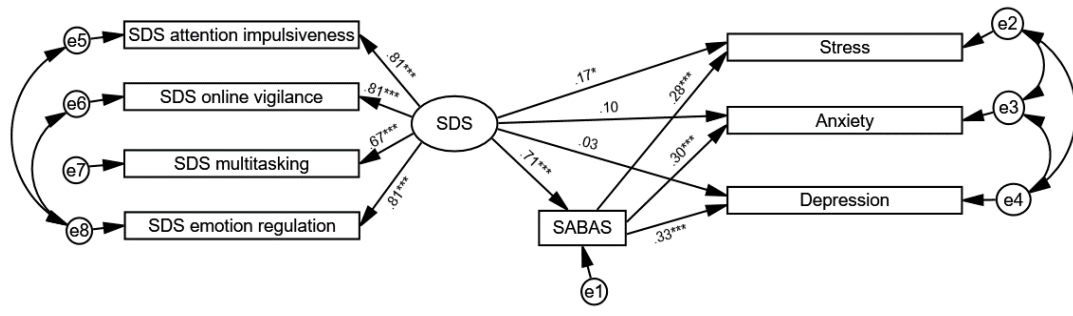 e5
SDS attention impulsiveness
e6
SDS online vigilance
e7
SDS multitasking
e8
SDS emotion regulation
.81***
.81***
.67***
.81***
SDS
.17*
.10
.03
.71***
SABAS
e1
.28***
.30***
.33***
Stress
e2
Anxiety
e3
Depression
e4